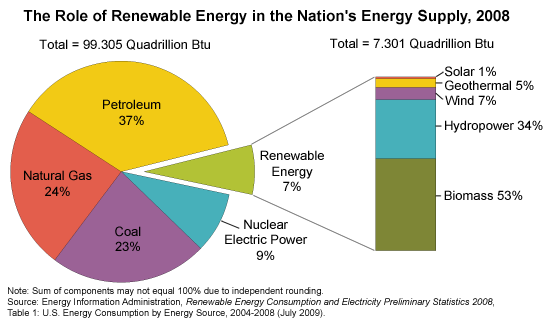 The Role of Renewable Energy in the Nation's Energy Supply, 2008
Total = 99.305 Quadrillion Btu
Total = 7.301 Quadrillion Btu
Petroleum
37%
Natural Gas
24%
Coal
23%
Nuclear
Electric Power
9%
Renewable
Energy
7%
Solar 1%
Geothermal 5%
Wind 7%
Hydropower 34%
Biomass 53%
Note: Sum of components may not equal 100% due to independent rounding.
Source: Energy Information Administration, Renewable Energy Consumption and Electricity Preliminary Statistics 2008,
Table 1: U.S. Energy Consumption by Energy Source, 2004-2008 (July 2009).